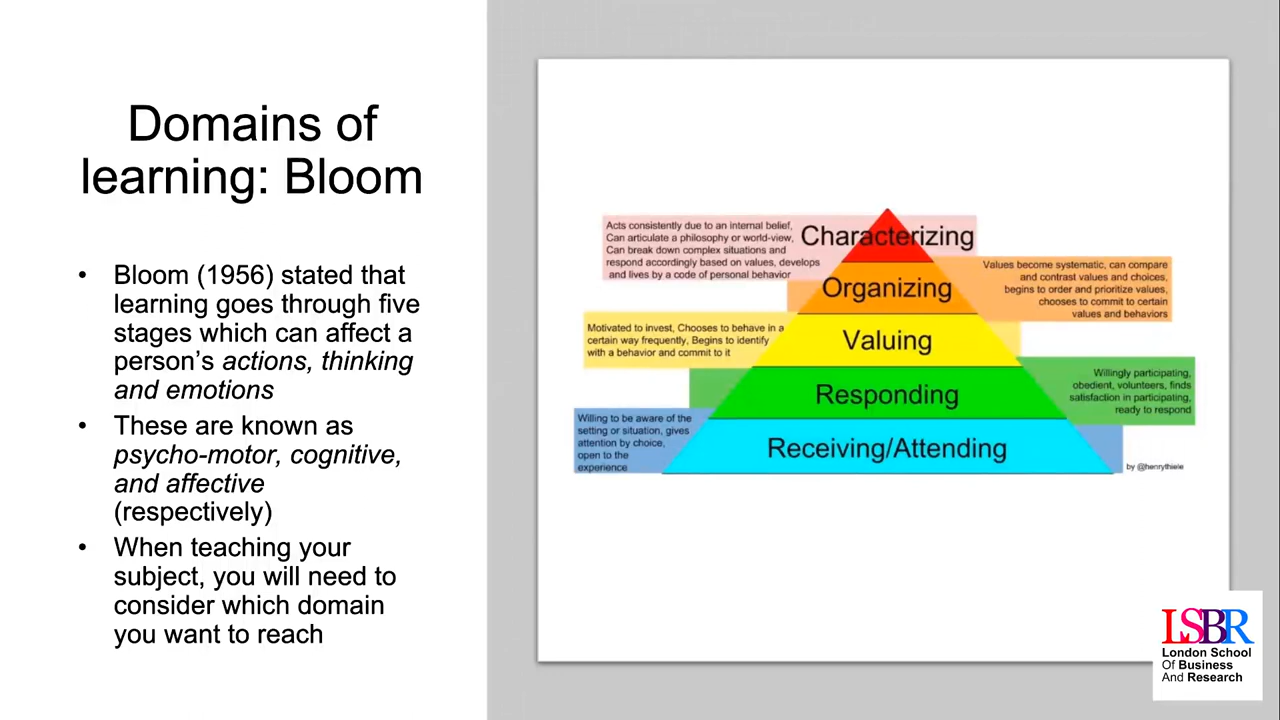 Domains of
learning: Bloom
• Bloom (1956) stated that
learning goes through five
stages which can affect a
person’s actions, thinking
and emotions
• These are known as
psycho-motor, cognitive,
and affective
(respectively)
• When teaching your
subject, you will need to
consider which domain
you want to reach
Acts consistently due to an internal belief,
Can articulate a philosophy or world-view,
Can break down complex situations and
respond accordingly based on values, develops
and lives by a code of personal behavior
Characterizing
Organizing
Values become systematic, can compare
and contrast values and choices,
begins to order and prioritize values,
chooses to commit to certain
values and behaviors
Motivated to invest, Chooses to behave in a
certain way frequently, Begins to identify
with a behavior and commit to it
Valuing
Responding
Willingly participating,
obedient, volunteers, finds
satisfaction in participating,
ready to respond
Willing to be aware of the
setting or situation, gives
attention by choice,
open to the
experience
Receiving/Attending
by @henrythiele
LSBR
London School
Of Business
And Research